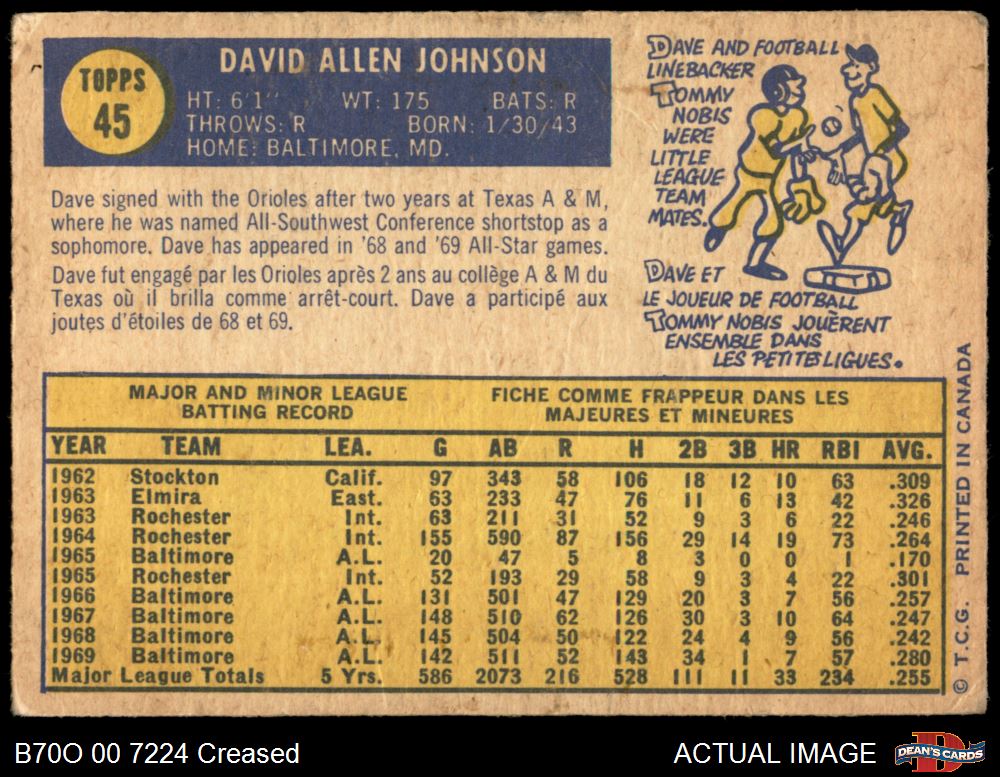 TOPPS
45
DAVID ALLEN JOHNSON
HT: 6'1" WT: 175 BATS: R
THROWS: R BORN: 1/30/43
HOME: BALTIMORE, MD.
Dave signed with the Orioles after two years at Texas A & M,
where he was named All-Southwest Conference shortstop as a
sophomore. Dave has appeared in '68 and '69 All-Star games.
Dave fut engagé par les Orioles après 2 ans au collège A & M du
Texas où il brilla comme arrêt-court. Dave a participé aux
joutes d'étoiles de 68 et 69.
DAVE AND FOOTBALL
LINEBACKER
TOMMY
NOBIS
WERE
LITTLE
LEAGUE
TEAM
MATES.
DAVE ET
LE JOUEUR DE FOOTBALL
TOMMY NOBIS JOUÈRENT
ENSEMBLE DANS
LES PETITES LIGUES.
MAJOR AND MINOR LEAGUE
BATTING RECORD
FICHE COMME FRAPPEUR DANS LES
MAJEURES ET MINEURES
YEAR TEAM LEA. G AB R H 2B 3B HR RBI AVG.
1962 Stockton Calif. 97 343 58 106 18 12 10 63 .309
1963 Elmira East. 63 233 47 76 11 6 13 42 .326
1963 Rochester Int. 63 211 31 52 9 3 6 22 .246
1964 Rochester Int. 155 590 87 156 29 14 19 73 .264
1965 Baltimore A.L. 20 47 5 8 3 0 0 1 .170
1965 Rochester Int. 52 193 29 58 9 3 4 22 .301
1966 Baltimore A.L. 131 501 47 129 20 3 7 56 .257
1967 Baltimore A.L. 148 510 62 126 30 3 10 64 .247
1968 Baltimore A.L. 145 504 50 122 24 4 9 56 .242
1969 Baltimore A.L. 142 511 52 143 34 1 7 57 .280
Major League Totals 5 Yrs. 586 2073 216 528 111 11 33 234 .255
© T.C.G. PRINTED IN CANADA
B70O 00 7224 Creased
ACTUAL IMAGE
DEAN'S CARDS